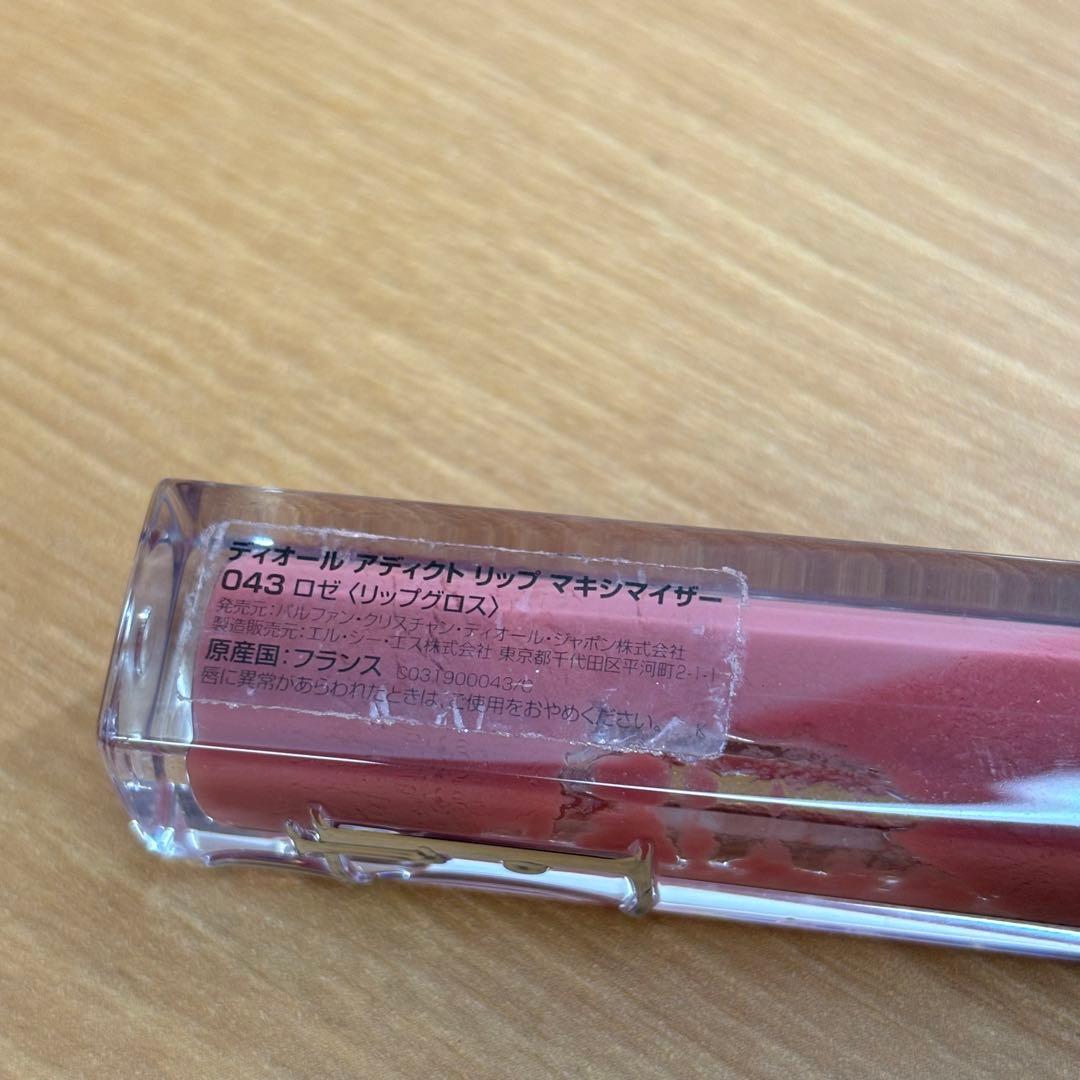 ディオール アディクト リップ マキシマイザー
043 ロゼ〈リップグロス〉
発売元：パルファン・クリスチャン・ディオール・ジャポン株式会社
製造販売元：エル・シー・エス株式会社 東京都千代田区平河町2-1-1
原産国：フランス C031900043/C
唇に異常があらわれたときは、ご使用をおやめください。 K